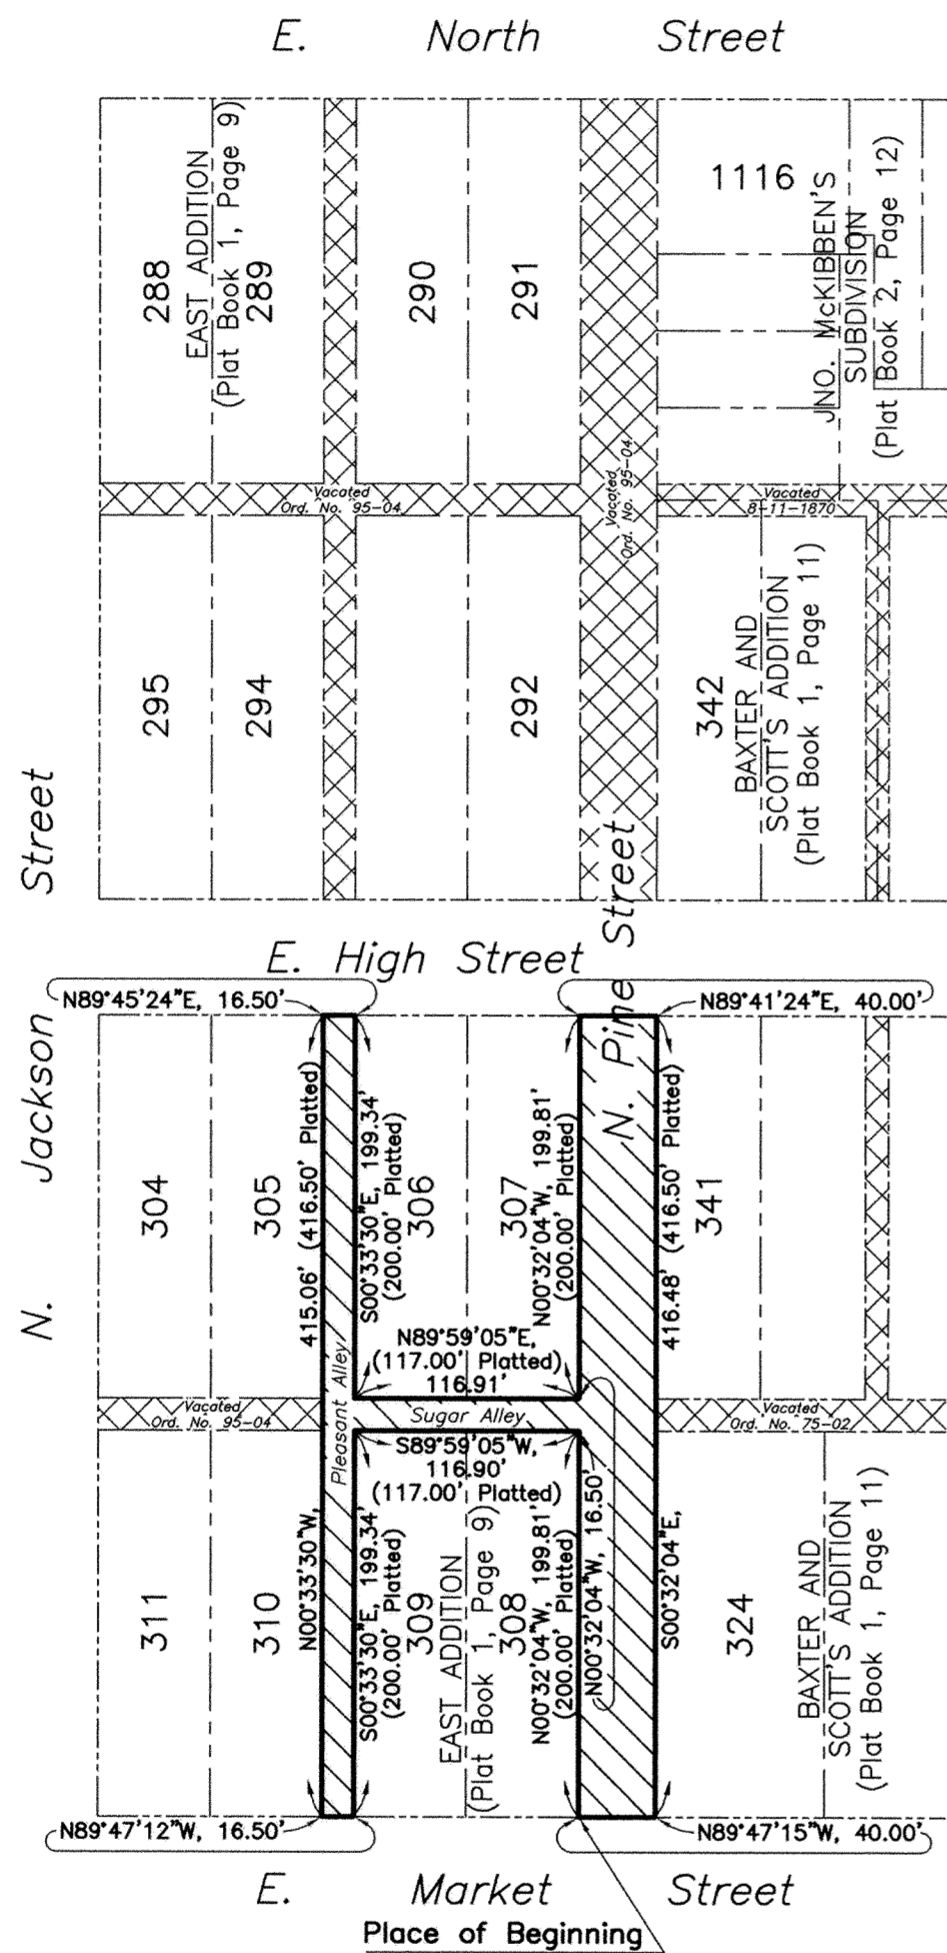 E. North Street
288
EAST ADDITION
(Plat Book 1, Page 9)
289
290
291
1116
JNO. McKIBBEN'S
SUBDIVISION
(Plat Book 2, Page 12)
Vacated
Ord. No. 95-04
Vacated
Ord. No. 95-04
Vacated
8-11-1870
295
294
292
342
BAXTER AND
SCOTT'S ADDITION
(Plat Book 1, Page 11)
N. Jackson Street
N. Pine Street
E. High Street
N89°45'24"E, 16.50'
N89°41'24"E, 40.00'
304
305
415.06' (416.50' Platted)
S00°33'30"E, 199.34'
(200.00' Platted)
306
307
N00°32'04"W, 199.81'
(200.00' Platted)
416.48' (416.50' Platted)
341
N89°59'05"E,
(117.00' Platted)
116.91'
Vacated
Ord. No. 95-04
Pleasant Alley
Sugar Alley
Vacated
Ord. No. 75-02
S89°59'05"W,
116.90'
(117.00' Platted)
311
310
N00°33'30"W,
S00°33'30"E, 199.34'
(200.00' Platted)
309
EAST ADDITION
(Plat Book 1, Page 9)
308
N00°32'04"W, 199.81'
(200.00' Platted)
N00°32'04"W, 16.50'
S00°32'04"E,
324
BAXTER AND
SCOTT'S ADDITION
(Plat Book 1, Page 11)
N89°47'12"W, 16.50'
N89°47'15"W, 40.00'
E. Market Street
Place of Beginning